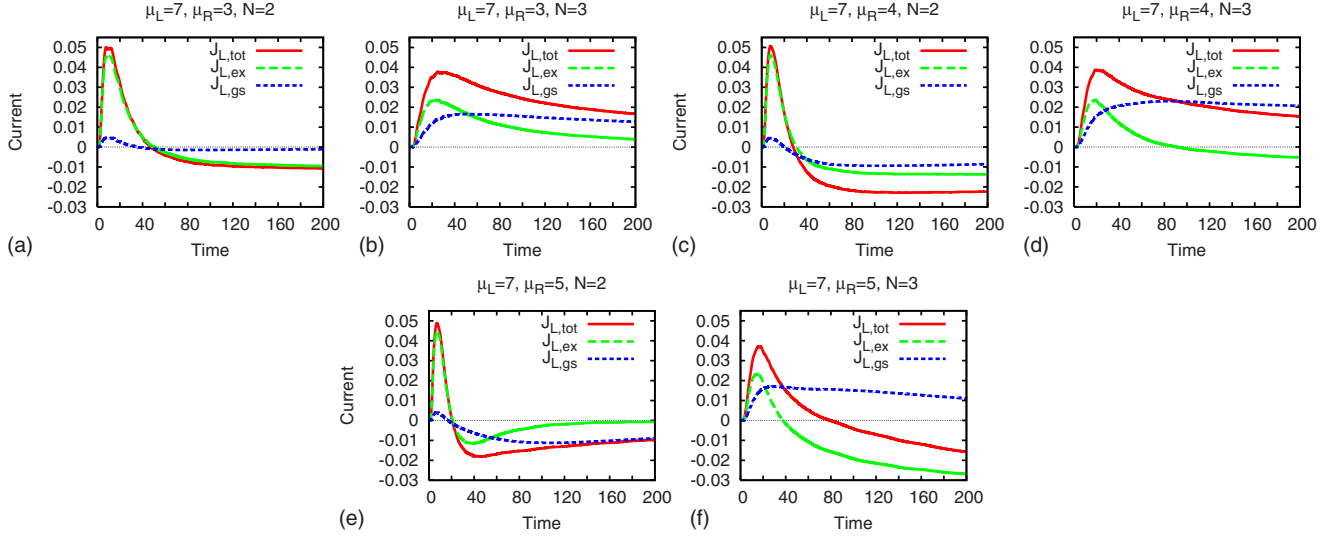 μL=7, μR=3, N=2
JL,tot
JL,ex
JL,gs
0.05
0.04
0.03
0.02
0.01
0
-0.01
-0.02
-0.03
Current
0 40 80 120 160 200
Time
(a)
μL=7, μR=3, N=3
JL,tot
JL,ex
JL,gs
0.05
0.04
0.03
0.02
0.01
0
-0.01
-0.02
-0.03
0 40 80 120 160 200
Time
(b)
μL=7, μR=4, N=2
JL,tot
JL,ex
JL,gs
0.05
0.04
0.03
0.02
0.01
0
-0.01
-0.02
-0.03
0 40 80 120 160 200
Time
(c)
μL=7, μR=4, N=3
JL,tot
JL,ex
JL,gs
0.05
0.04
0.03
0.02
0.01
0
-0.01
-0.02
-0.03
0 40 80 120 160 200
Time
(d)
μL=7, μR=5, N=2
JL,tot
JL,ex
JL,gs
0.05
0.04
0.03
0.02
0.01
0
-0.01
-0.02
-0.03
Current
0 40 80 120 160 200
Time
(e)
μL=7, μR=5, N=3
JL,tot
JL,ex
JL,gs
0.05
0.04
0.03
0.02
0.01
0
-0.01
-0.02
-0.03
0 40 80 120 160 200
Time
(f)